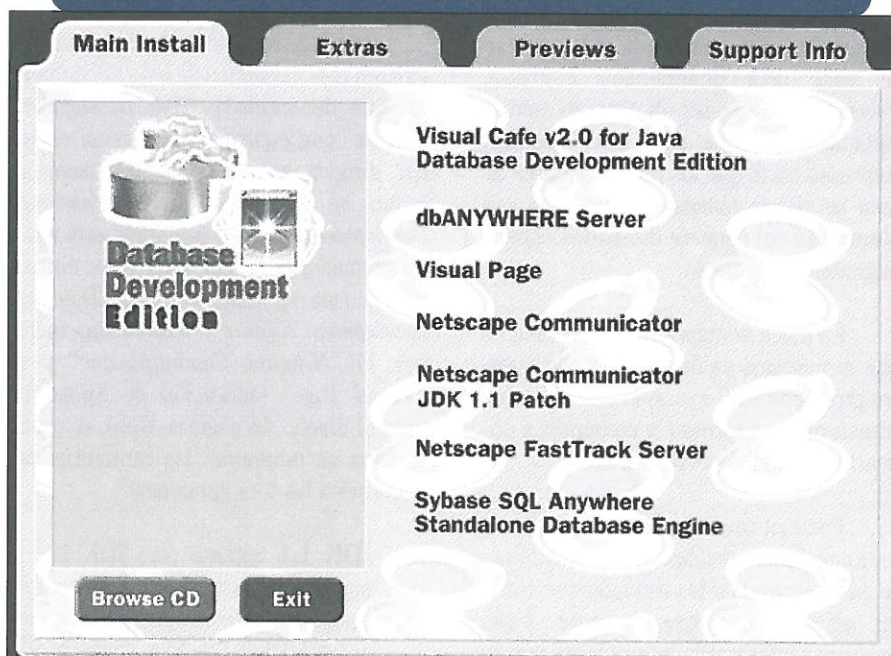 Main Install
Extras
Previews
Support Info
Database
Development
Edition
Visual Cafe v2.0 for Java
Database Development Edition
dbANYWHERE Server
Visual Page
Netscape Communicator
Netscape Communicator
JDK 1.1 Patch
Netscape FastTrack Server
Sybase SQL Anywhere
Standalone Database Engine
Browse CD
Exit